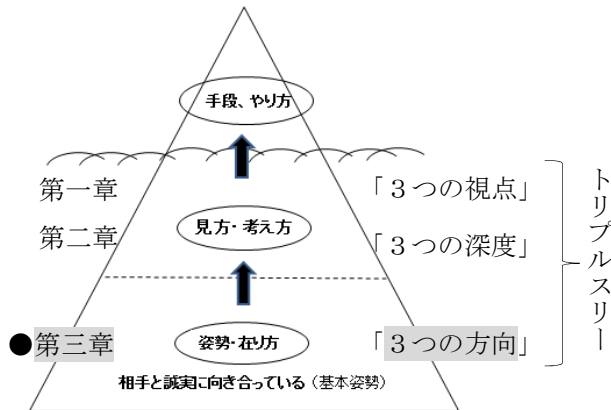 手段、やり方
第一章
「３つの視点」
第二章
見方・考え方
「３つの深度」
トリプルスリー
●第三章
姿勢・在り方
「３つの方向」
相手と誠実に向き合っている（基本姿勢）